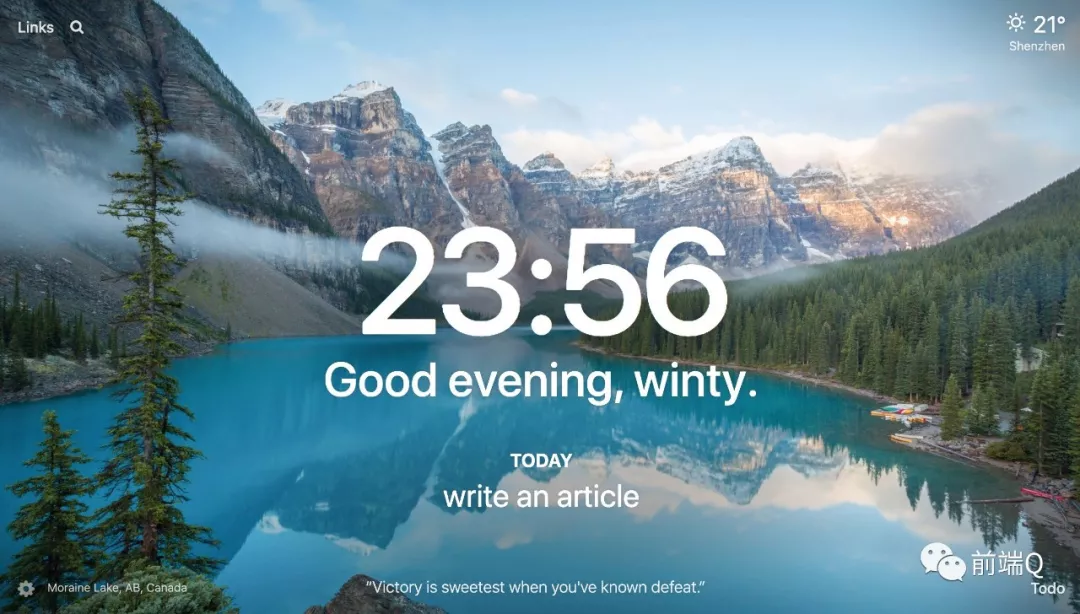 Links
21°
Shenzhen
23:56
Good evening, winty.
TODAY
write an article
前端Q
Moraine Lake, AB, Canada
“Victory is sweetest when you've known defeat.”
Todo